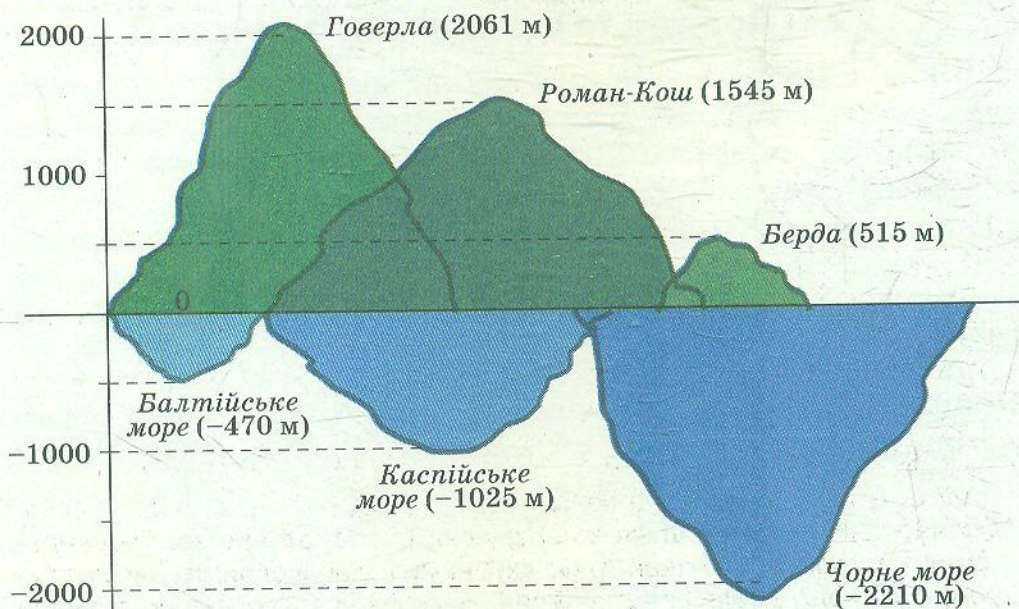 2000
Говерла (2061 м)
Роман-Кош (1545 м)
1000
Берда (515 м)
0
Балтійське
море (−470 м)
−1000
Каспійське
море (−1025 м)
−2000
Чорне море
(−2210 м)